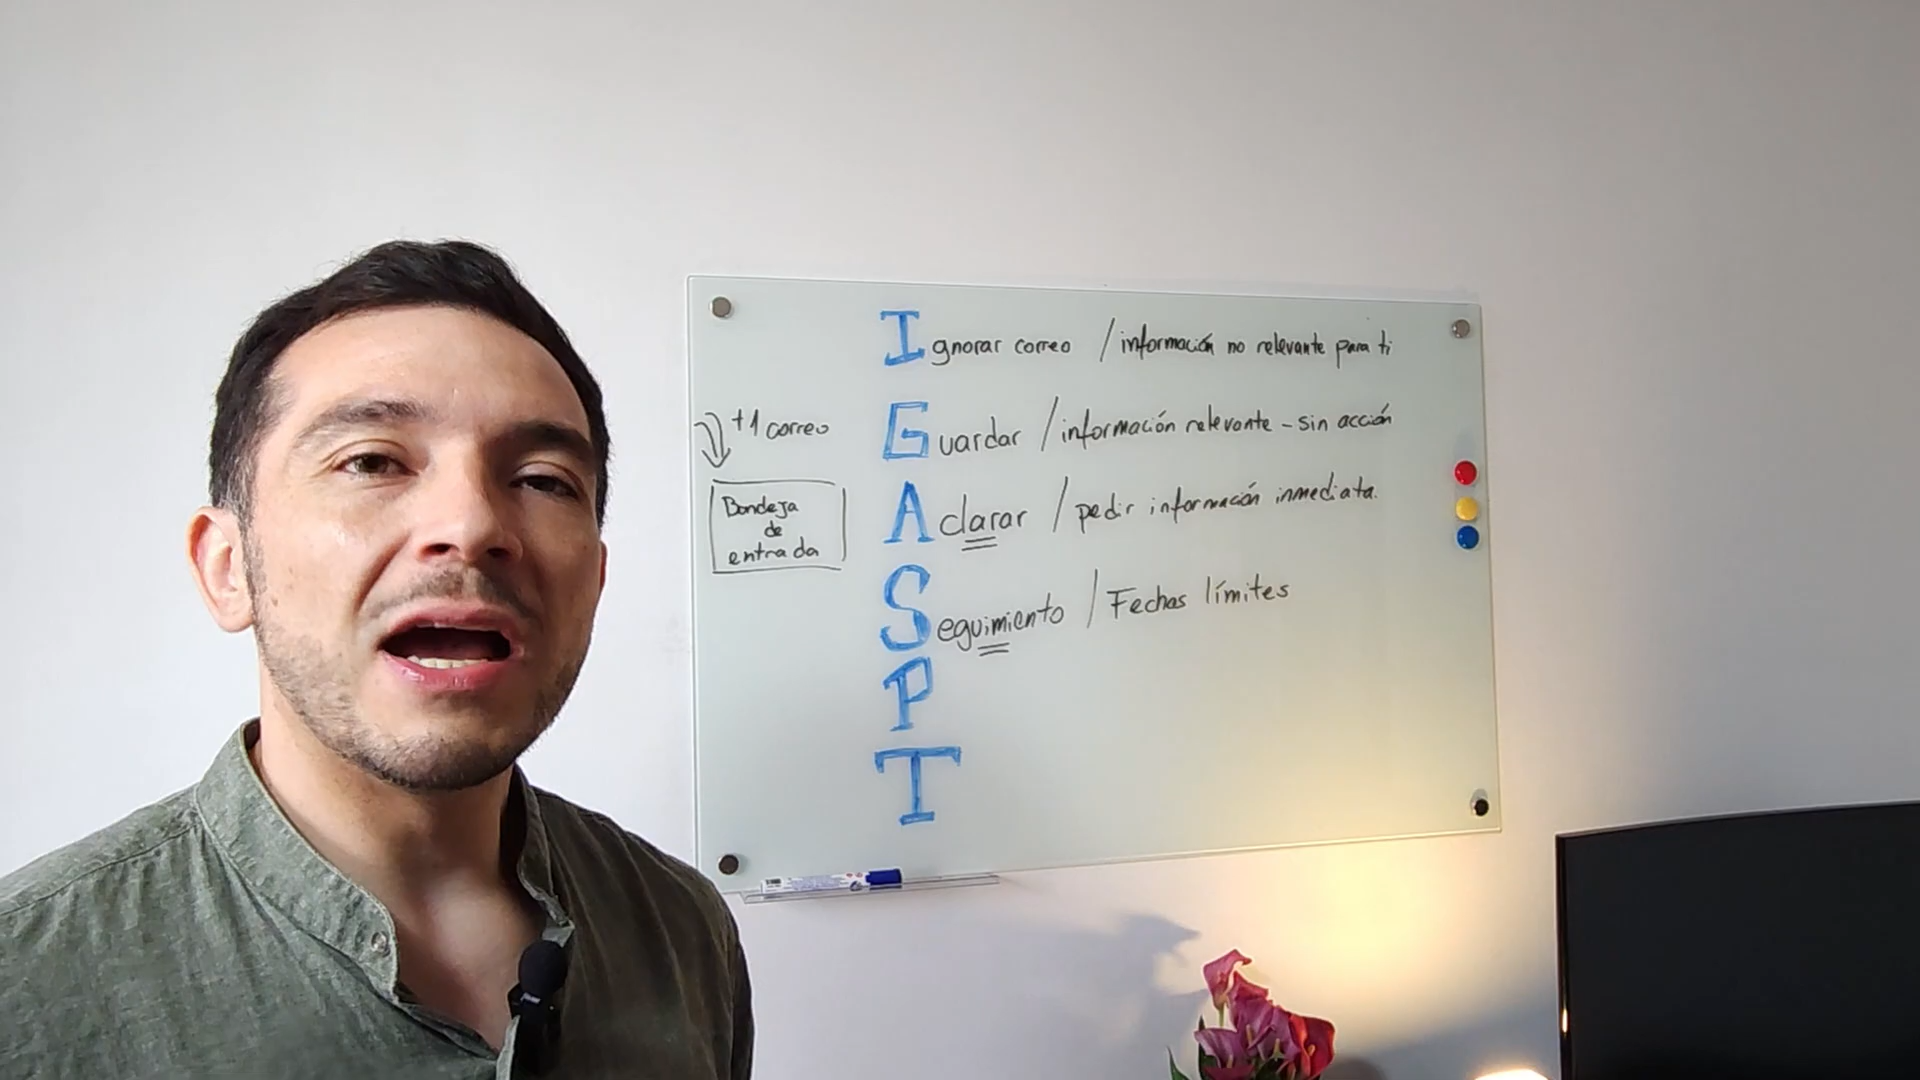 Ignorar correo / información no relevante para ti
+1 correo
Guardar / información relevante - sin acción
Bandeja
de
entrada
Aclarar / pedir información inmediata.
Seguimiento / Fechas límites
P
T